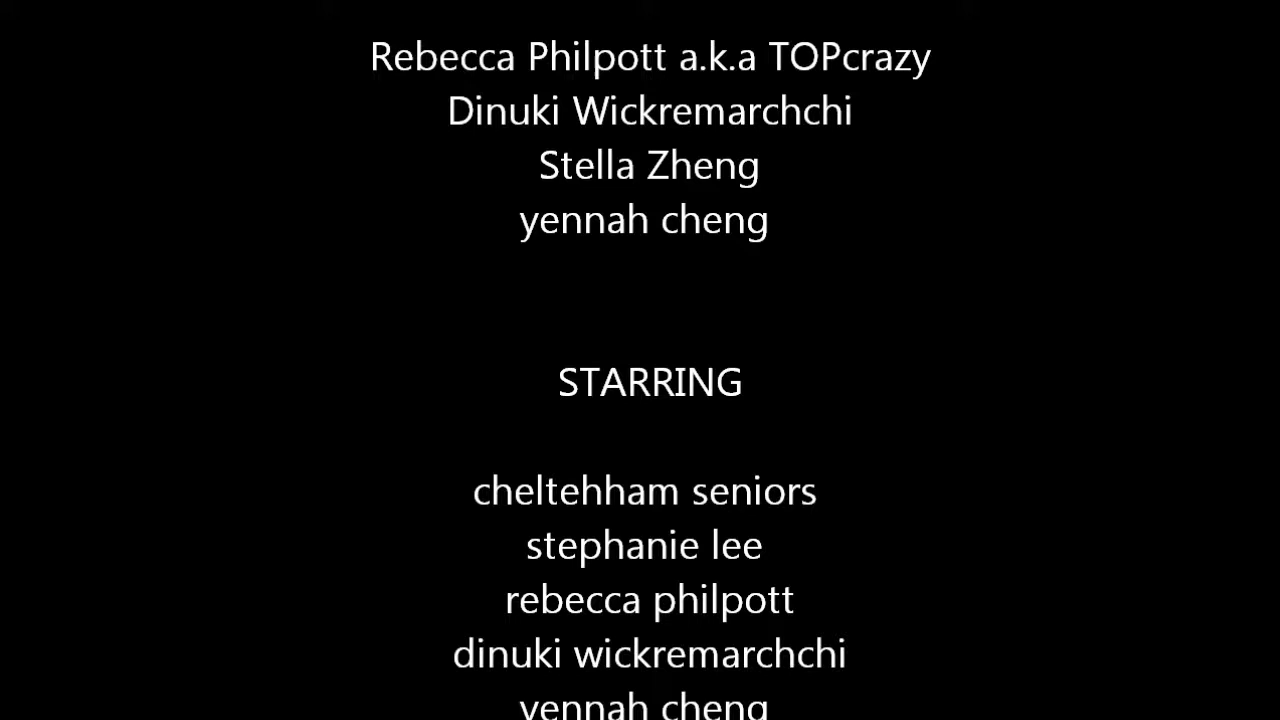 Rebecca Philpott a.k.a TOPcrazy
Dinuki Wickremarchchi
Stella Zheng
yennah cheng
STARRING
cheltehham seniors
stephanie lee
rebecca philpott
dinuki wickremarchchi
yennah cheng